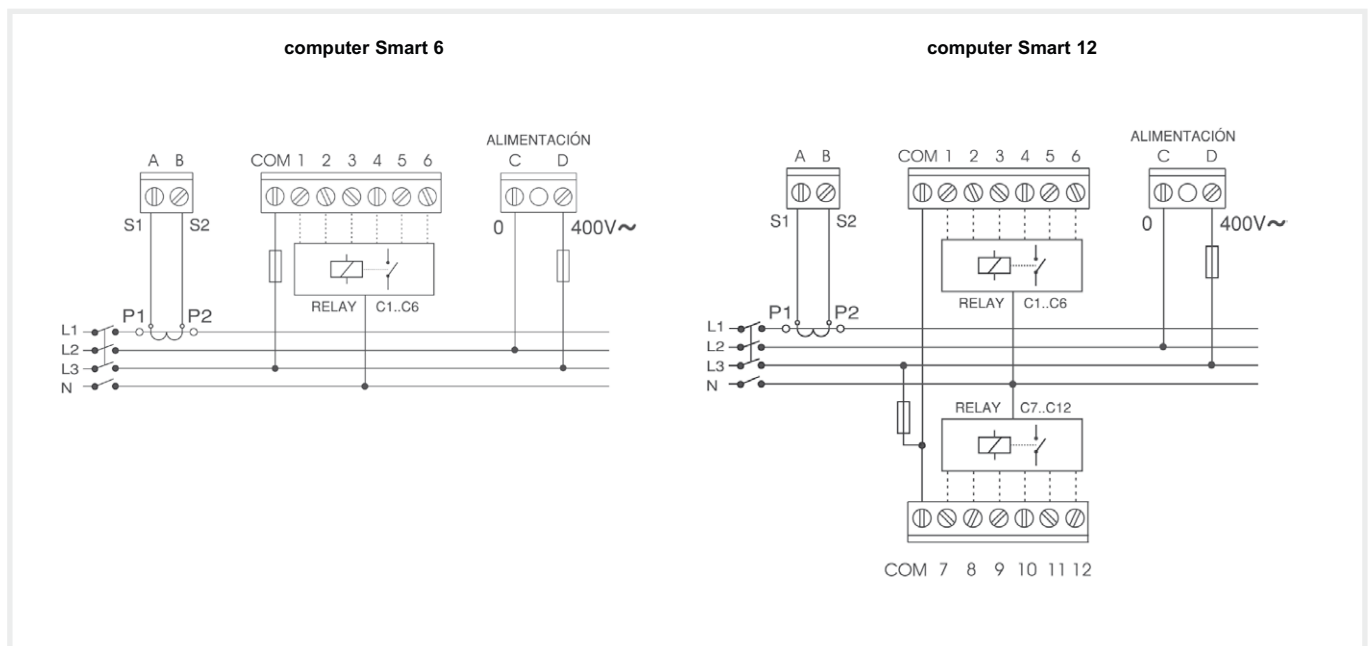 computer Smart 6
ALIMENTACIÓN
A B
COM 1 2 3 4 5 6
C D
S1 S2
0 400V~
RELAY C1..C6
P1 P2
L1
L2
L3
N
computer Smart 12
ALIMENTACIÓN
A B
COM 1 2 3 4 5 6
C D
S1 S2
0 400V~
RELAY C1..C6
P1 P2
L1
L2
L3
N
RELAY C7..C12
COM 7 8 9 10 11 12